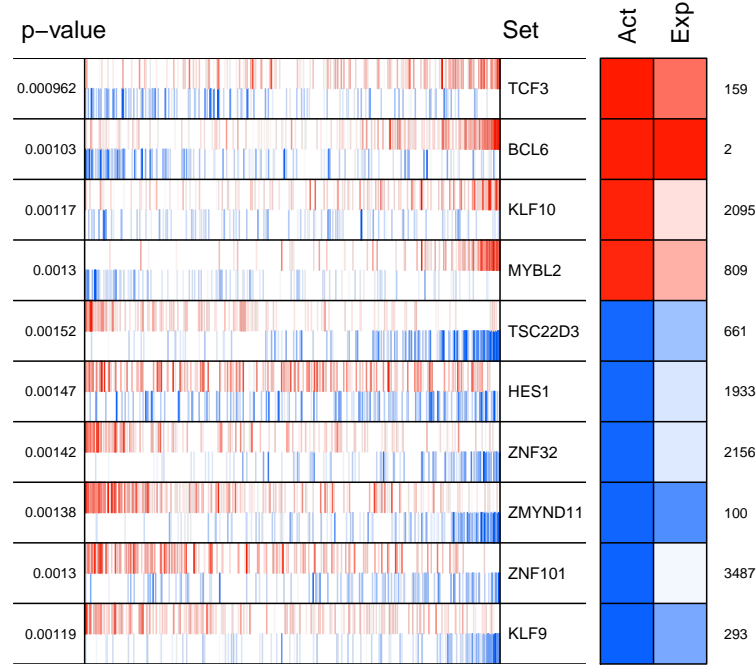 p−value Set Act Exp
0.000962 TCF3 159
0.00103 BCL6 2
0.00117 KLF10 2095
0.0013 MYBL2 809
0.00152 TSC22D3 661
0.00147 HES1 1933
0.00142 ZNF32 2156
0.00138 ZMYND11 100
0.0013 ZNF101 3487
0.00119 KLF9 293